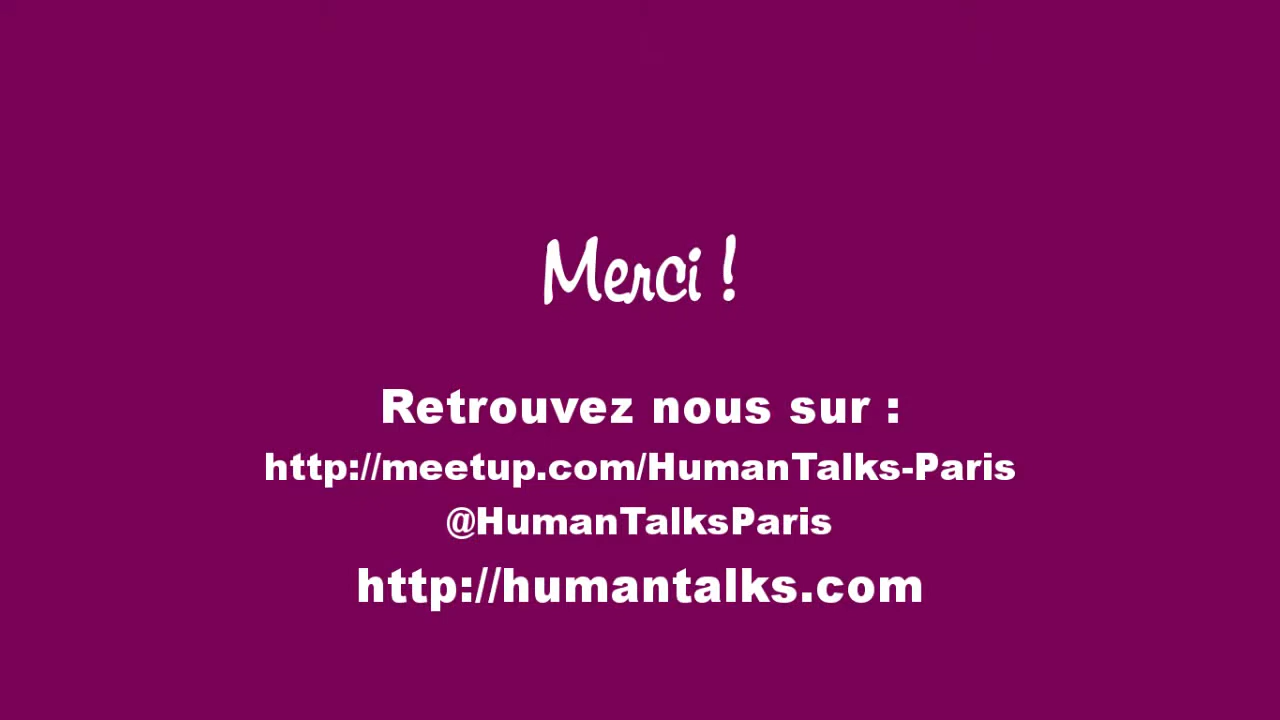 Merci !
Retrouvez nous sur :
http://meetup.com/HumanTalks-Paris
@HumanTalksParis
http://humantalks.com